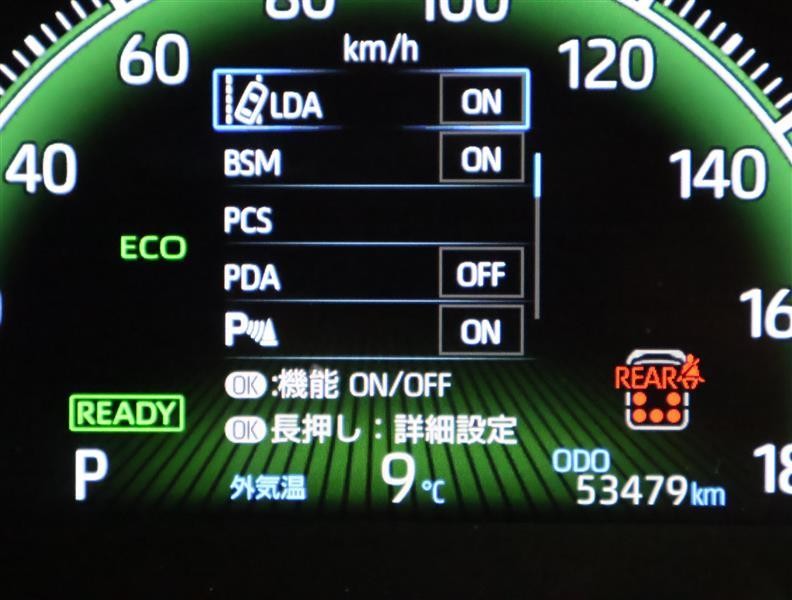 LDA
80
100
km/h
60
120
LDA ON
40
BSM ON
140
PCS
ECO
PDA OFF
P ON
REAR
OK :機能 ON/OFF
READY
OK 長押し：詳細設定
P
外気温 9°C
ODO
53479km